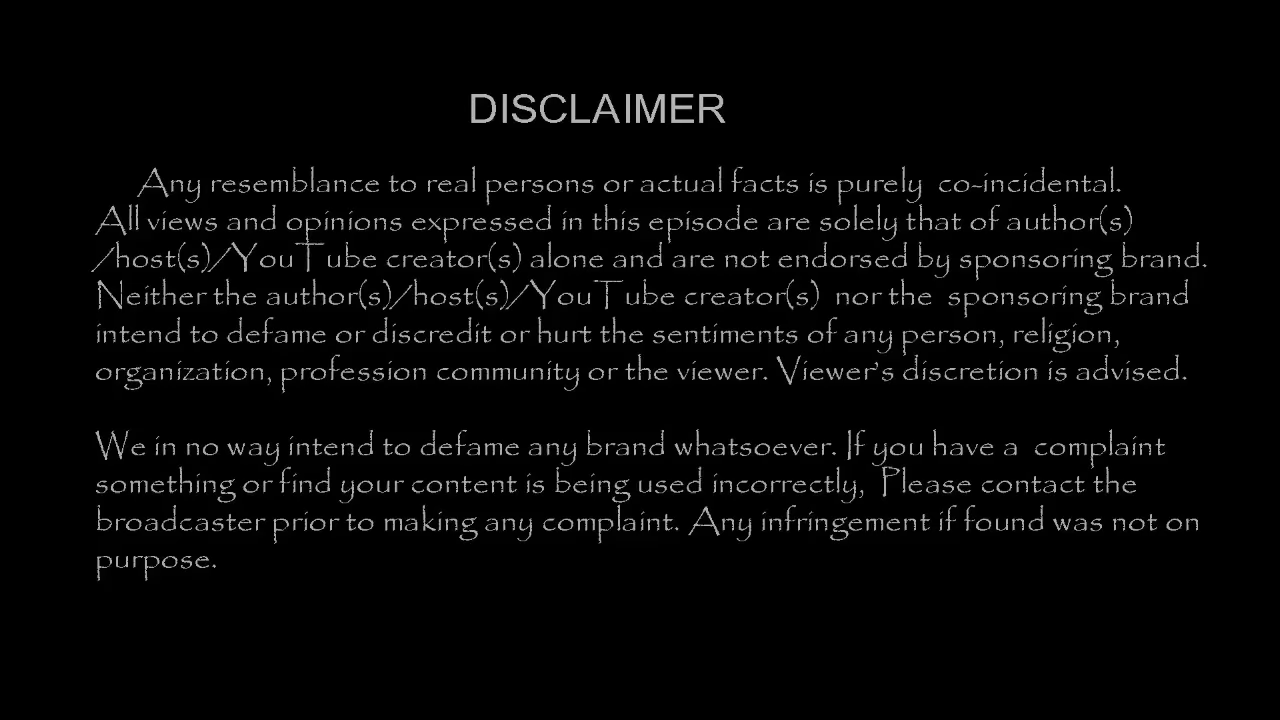 DISCLAIMER
Any resemblance to real persons or actual facts is purely co-incidental.
All views and opinions expressed in this episode are solely that of author(s)
/host(s)/YouTube creator(s) alone and are not endorsed by sponsoring brand.
Neither the author(s)/host(s)/YouTube creator(s) nor the sponsoring brand
intend to defame or discredit or hurt the sentiments of any person, religion,
organization, profession community or the viewer. Viewer's discretion is advised.
We in no way intend to defame any brand whatsoever. If you have a complaint
something or find your content is being used incorrectly, Please contact the
broadcaster prior to making any complaint. Any infringement if found was not on
purpose.